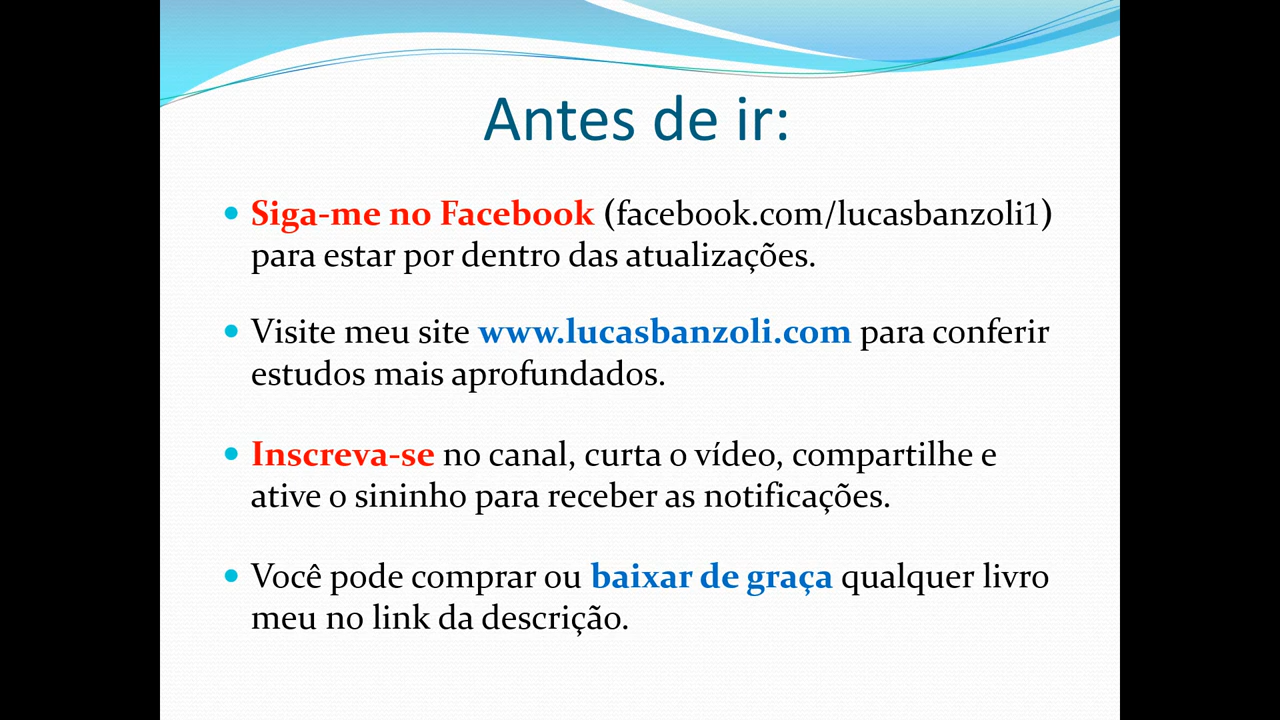 Antes de ir:
• Siga-me no Facebook (facebook.com/lucasbanzoli1)
para estar por dentro das atualizações.
• Visite meu site www.lucasbanzoli.com para conferir
estudos mais aprofundados.
• Inscreva-se no canal, curta o vídeo, compartilhe e
ative o sininho para receber as notificações.
• Você pode comprar ou baixar de graça qualquer livro
meu no link da descrição.